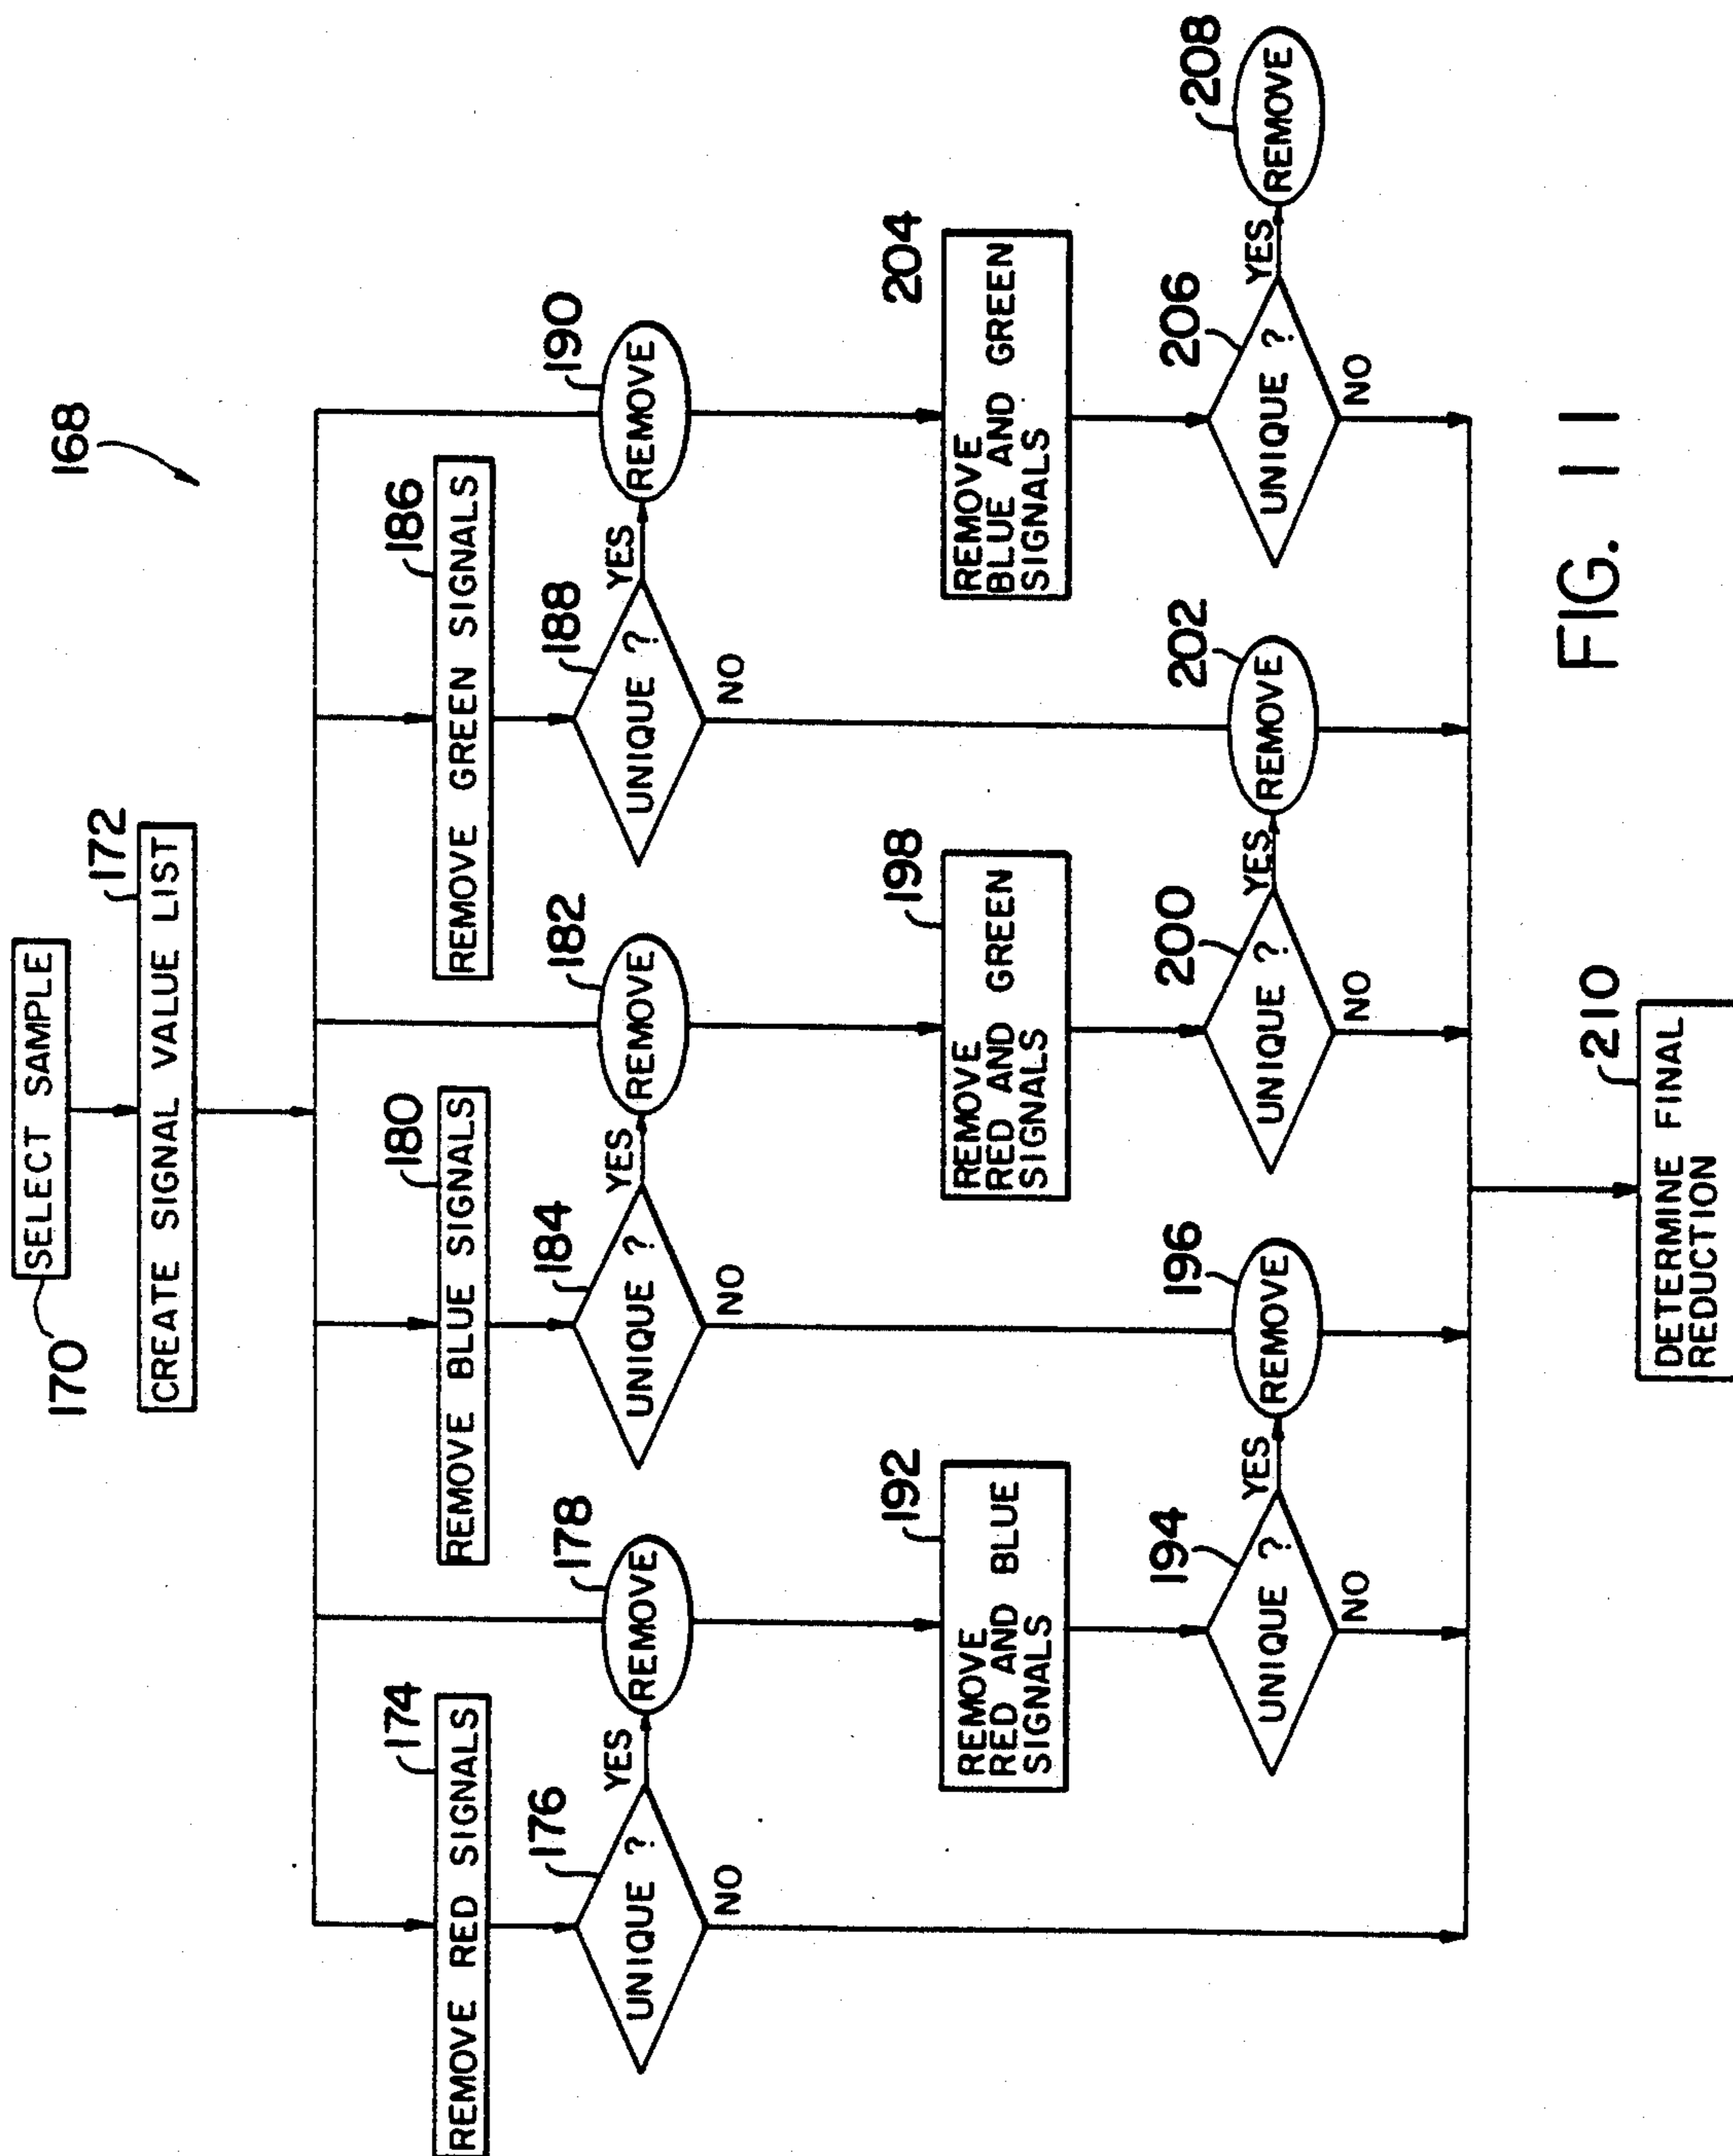 168
170
SELECT SAMPLE
172
CREATE SIGNAL VALUE LIST
174
REMOVE RED SIGNALS
180
REMOVE BLUE SIGNALS
186
REMOVE GREEN SIGNALS
176
UNIQUE ?
YES
NO
178
REMOVE
184
UNIQUE ?
YES
NO
182
REMOVE
188
UNIQUE ?
YES
NO
190
REMOVE
192
REMOVE
RED AND BLUE
SIGNALS
198
REMOVE
RED AND GREEN
SIGNALS
204
REMOVE
BLUE AND GREEN
SIGNALS
194
UNIQUE ?
YES
NO
196
REMOVE
200
UNIQUE ?
YES
NO
202
REMOVE
206
UNIQUE ?
YES
NO
208
REMOVE
210
DETERMINE FINAL
REDUCTION
FIG. 11